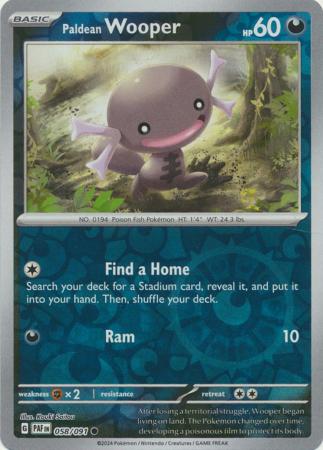 BASIC
Paldean Wooper HP 60
NO. 0194 Poison Fish Pokémon HT: 1'4" WT: 24.3 lbs.
Find a Home
Search your deck for a Stadium card, reveal it, and put it
into your hand. Then, shuffle your deck.
Ram 10
weakness ×2 resistance retreat
Illus. Kouki Saitou
G PAF EN 058/091
After losing a territorial struggle, Wooper began
living on land. The Pokémon changed over time,
developing a poisonous film to protect its body.
©2024 Pokémon / Nintendo / Creatures / GAME FREAK